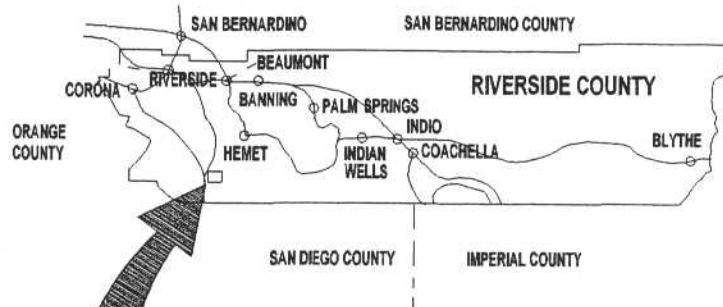 SAN BERNARDINO
SAN BERNARDINO COUNTY
BEAUMONT
RIVERSIDE
RIVERSIDE COUNTY
CORONA
BANNING
PALM SPRINGS
ORANGE
COUNTY
HEMET
INDIAN
WELLS
INDIO
COACHELLA
BLYTHE
SAN DIEGO COUNTY
IMPERIAL COUNTY